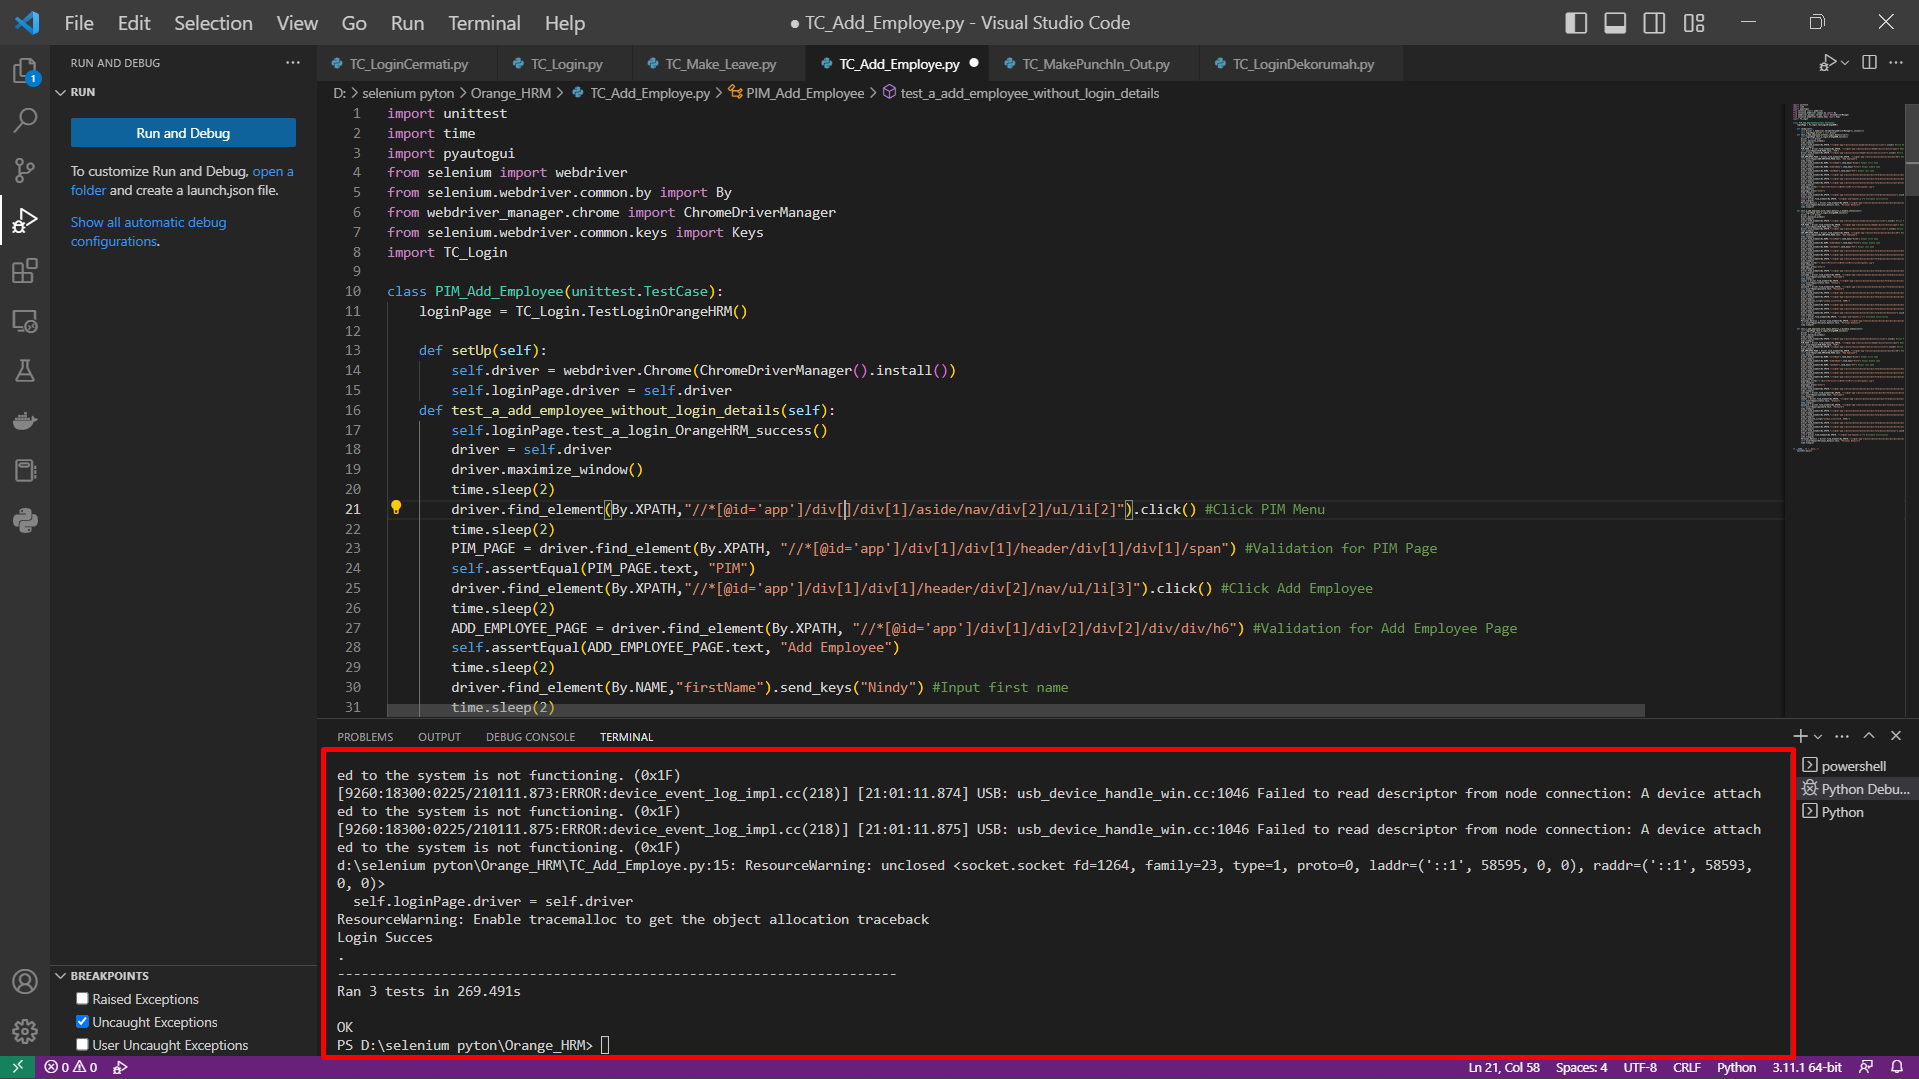 File Edit Selection View Go Run Terminal Help
● TC_Add_Employe.py - Visual Studio Code
1
RUN AND DEBUG
RUN
Run and Debug
To customize Run and Debug, open a
folder and create a launch.json file.
Show all automatic debug
configurations.
TC_LoginCermati.py TC_Login.py TC_Make_Leave.py TC_Add_Employe.py TC_MakePunchIn_Out.py TC_LoginDekorumah.py
D: > selenium pyton > Orange_HRM > TC_Add_Employe.py > PIM_Add_Employee > test_a_add_employee_without_login_details
1 import unittest
2 import time
3 import pyautogui
4 from selenium import webdriver
5 from selenium.webdriver.common.by import By
6 from webdriver_manager.chrome import ChromeDriverManager
7 from selenium.webdriver.common.keys import Keys
8 import TC_Login
9
10 class PIM_Add_Employee(unittest.TestCase):
11 loginPage = TC_Login.TestLoginOrangeHRM()
12
13 def setUp(self):
14 self.driver = webdriver.Chrome(ChromeDriverManager().install())
15 self.loginPage.driver = self.driver
16 def test_a_add_employee_without_login_details(self):
17 self.loginPage.test_a_login_OrangeHRM_success()
18 driver = self.driver
19 driver.maximize_window()
20 time.sleep(2)
21 driver.find_element(By.XPATH,"//*[@id='app']/div[]/div[1]/aside/nav/div[2]/ul/li[2]").click() #Click PIM Menu
22 time.sleep(2)
23 PIM_PAGE = driver.find_element(By.XPATH, "//*[@id='app']/div[1]/div[1]/header/div[1]/div[1]/span") #Validation for PIM Page
24 self.assertEqual(PIM_PAGE.text, "PIM")
25 driver.find_element(By.XPATH,"//*[@id='app']/div[1]/div[1]/header/div[2]/nav/ul/li[3]").click() #Click Add Employee
26 time.sleep(2)
27 ADD_EMPLOYEE_PAGE = driver.find_element(By.XPATH, "//*[@id='app']/div[1]/div[2]/div[2]/div/div/h6") #Validation for Add Employee Page
28 self.assertEqual(ADD_EMPLOYEE_PAGE.text, "Add Employee")
29 time.sleep(2)
30 driver.find_element(By.NAME,"firstName").send_keys("Nindy") #Input first name
31 time.sleep(2)
PROBLEMS OUTPUT DEBUG CONSOLE TERMINAL
ed to the system is not functioning. (0x1F)
[9260:18300:0225/210111.873:ERROR:device_event_log_impl.cc(218)] [21:01:11.874] USB: usb_device_handle_win.cc:1046 Failed to read descriptor from node connection: A device attach
ed to the system is not functioning. (0x1F)
[9260:18300:0225/210111.875:ERROR:device_event_log_impl.cc(218)] [21:01:11.875] USB: usb_device_handle_win.cc:1046 Failed to read descriptor from node connection: A device attach
ed to the system is not functioning. (0x1F)
d:\selenium pyton\Orange_HRM\TC_Add_Employe.py:15: ResourceWarning: unclosed <socket.socket fd=1264, family=23, type=1, proto=0, laddr=('::1', 58595, 0, 0), raddr=('::1', 58593,
0, 0)>
self.loginPage.driver = self.driver
ResourceWarning: Enable tracemalloc to get the object allocation traceback
Login Succes
.
----------------------------------------------------------------------
Ran 3 tests in 269.491s
OK
PS D:\selenium pyton\Orange_HRM>
powershell
Python Debu...
Python
BREAKPOINTS
Raised Exceptions
Uncaught Exceptions
User Uncaught Exceptions
0 0
Ln 21, Col 58 Spaces: 4 UTF-8 CRLF Python 3.11.1 64-bit